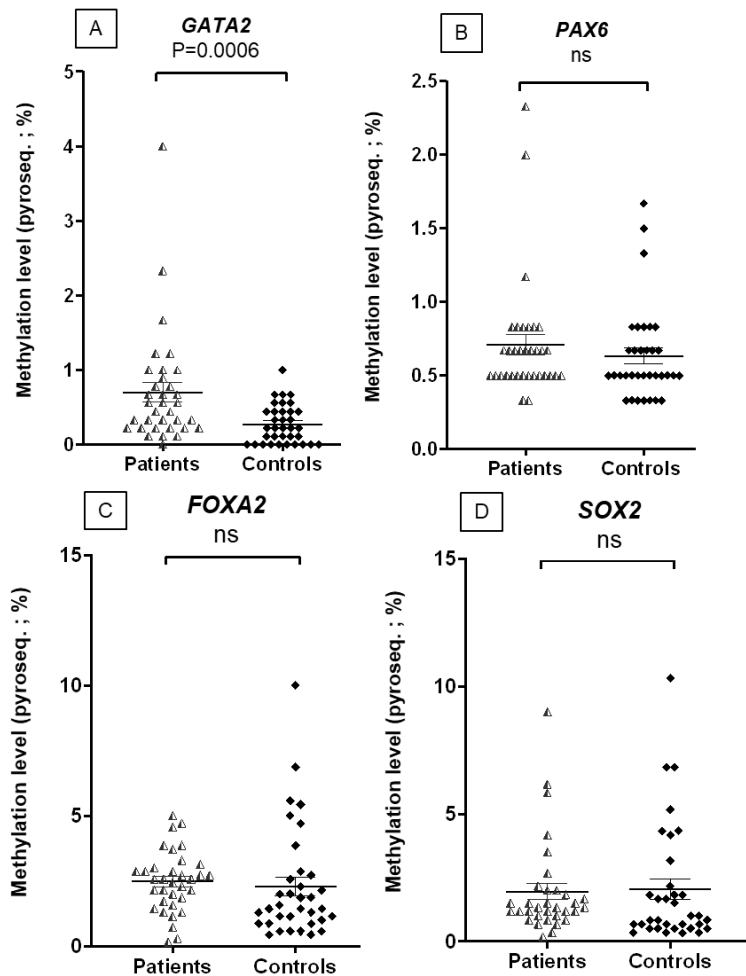 A
GATA2
P=0.0006
Methylation level (pyroseq. ; %)
5
4
3
2
1
0
Patients
Controls
B
PAX6
ns
Methylation level (pyroseq. ; %)
2.5
2.0
1.5
1.0
0.5
0.0
Patients
Controls
C
FOXA2
ns
Methylation level (pyroseq. ; %)
15
10
5
0
Patients
Controls
D
SOX2
ns
Methylation level (pyroseq. ; %)
15
10
5
0
Patients
Controls